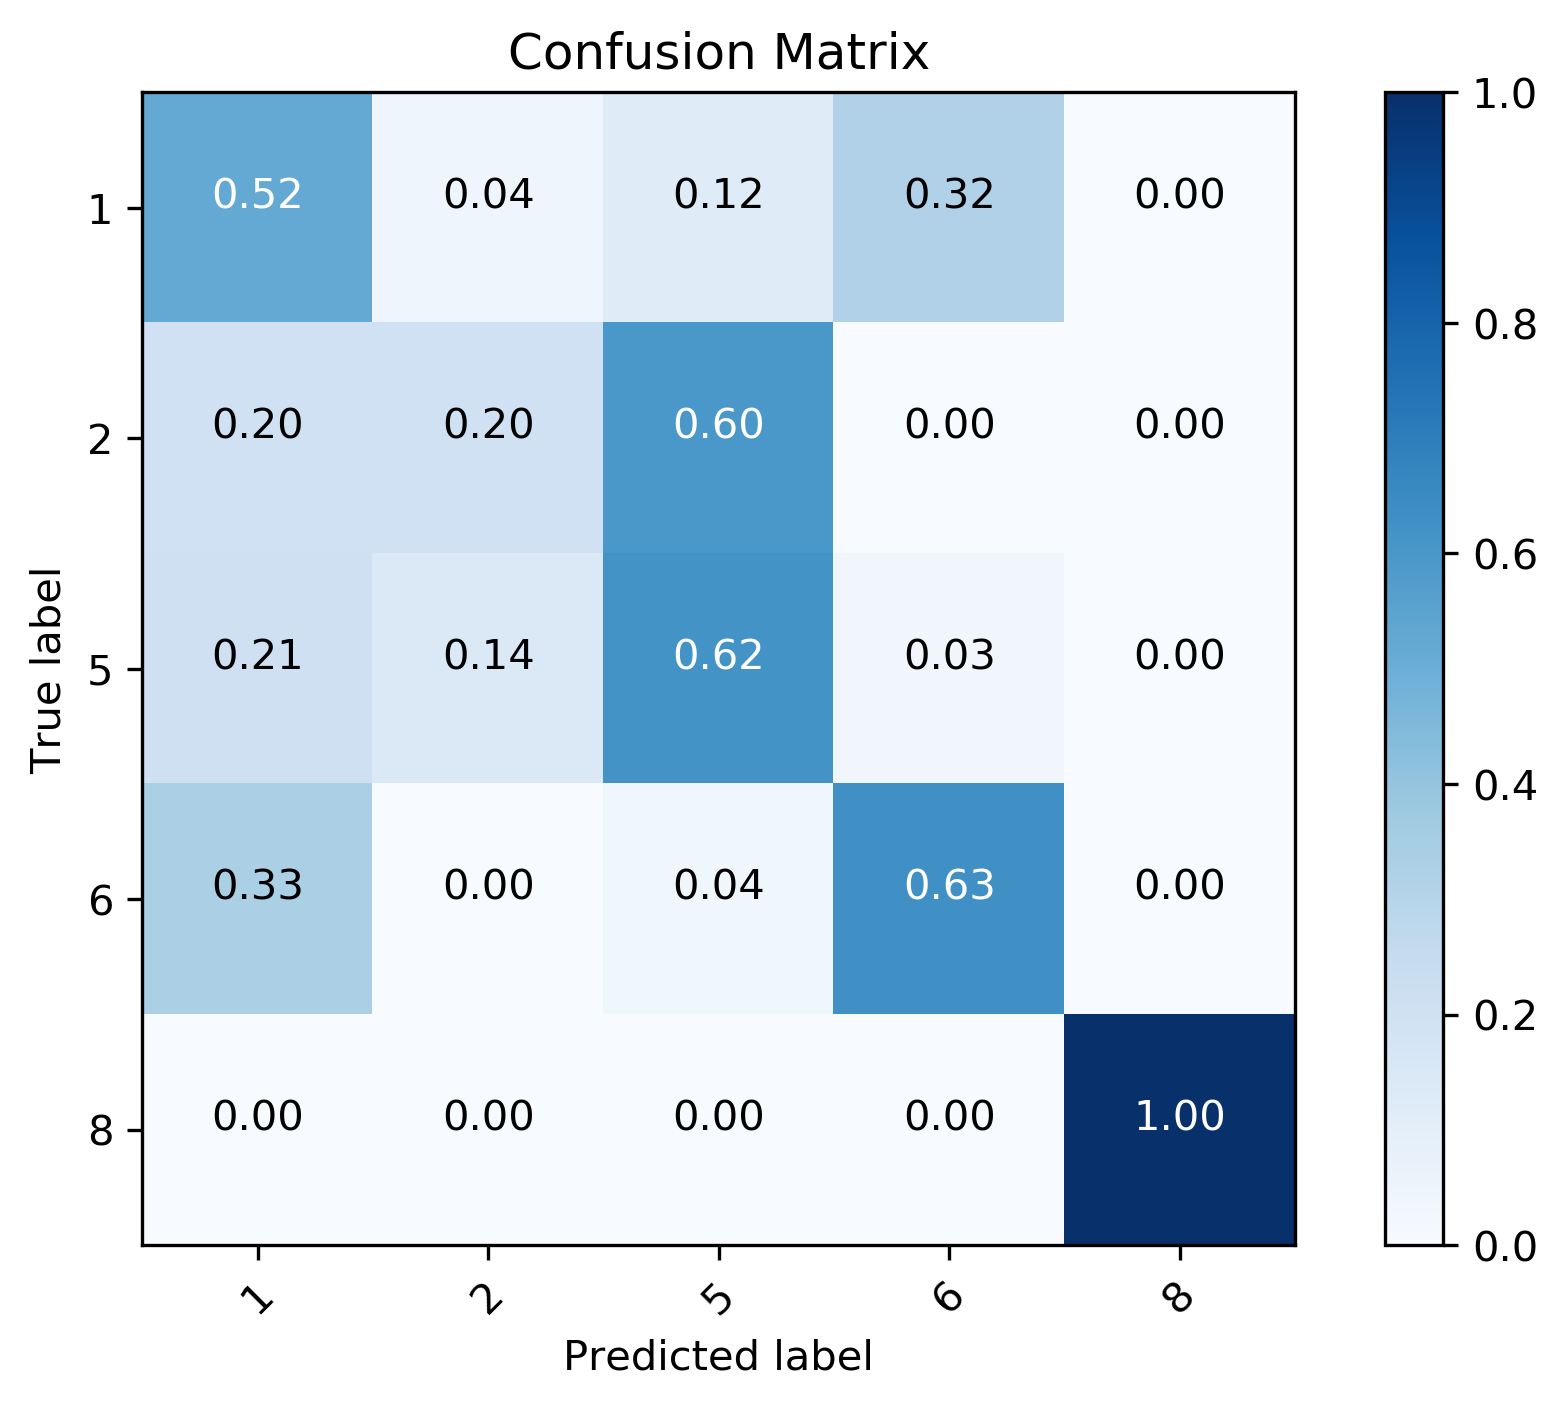 Confusion Matrix
1 0.52 0.04 0.12 0.32 0.00
2 0.20 0.20 0.60 0.00 0.00
5 0.21 0.14 0.62 0.03 0.00
6 0.33 0.00 0.04 0.63 0.00
8 0.00 0.00 0.00 0.00 1.00
1 2 5 6 8
Predicted label
True label
1.0
0.8
0.6
0.4
0.2
0.0